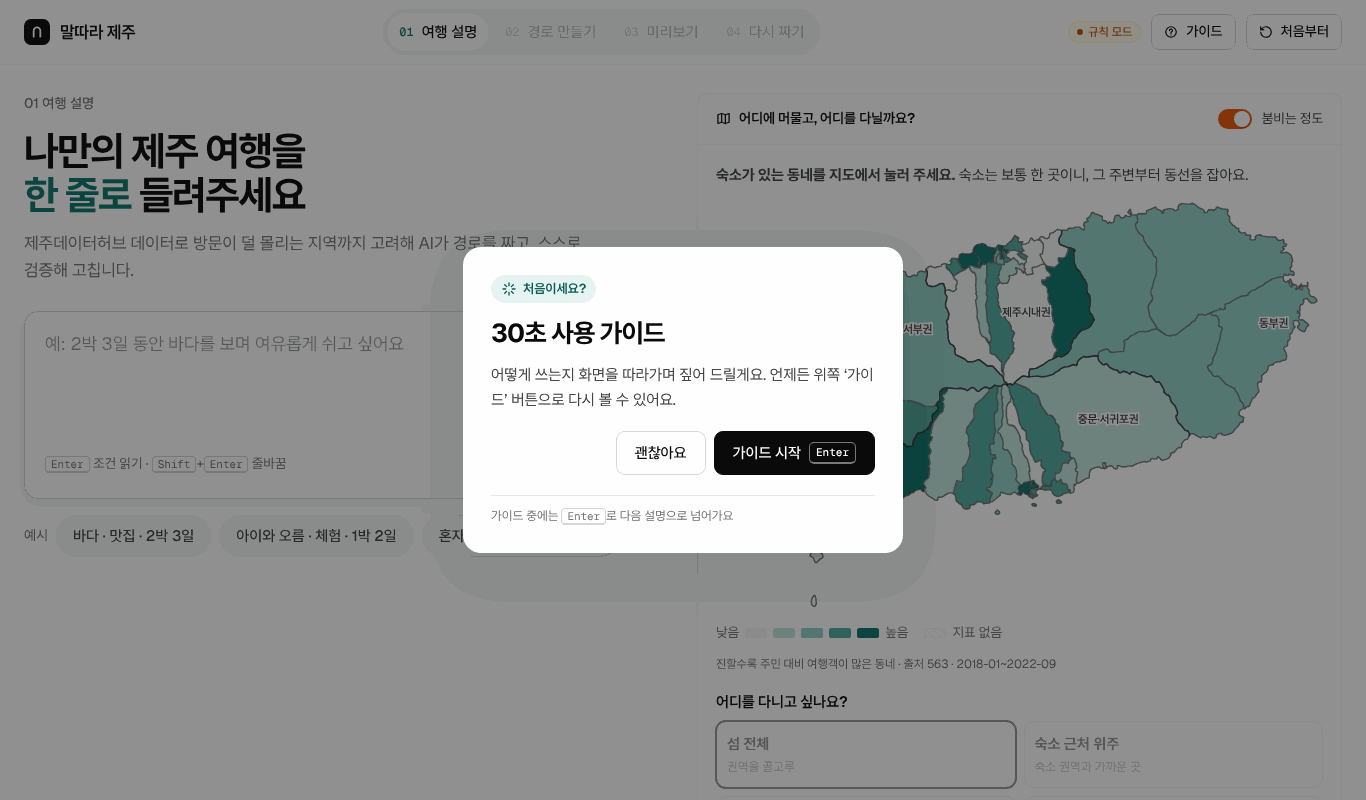 말따라 제주
01 여행 설명
02 경로 만들기
03 미리보기
04 다시 짜기
규칙 모드
가이드
처음부터
01 여행 설명
나만의 제주 여행을
한 줄로 들려주세요
제주데이터허브 데이터로 방문이 덜 몰리는 지역까지 고려해 AI가 경로를 짜고, 스스로
검증해 고칩니다.
예: 2박 3일 동안 바다를 보며 여유롭게 쉬고 싶어요
Enter 조건 읽기 · Shift+Enter 줄바꿈
예시
바다 · 맛집 · 2박 3일
아이와 오름 · 체험 · 1박 2일
혼자
처음이세요?
30초 사용 가이드
어떻게 쓰는지 화면을 따라가며 짚어 드릴게요. 언제든 위쪽 ‘가이
드’ 버튼으로 다시 볼 수 있어요.
괜찮아요
가이드 시작 Enter
가이드 중에는 Enter로 다음 설명으로 넘어가요
어디에 머물고, 어디를 다닐까요?
붐비는 정도
숙소가 있는 동네를 지도에서 눌러 주세요. 숙소는 보통 한 곳이니, 그 주변부터 동선을 잡아요.
서부권
제주시내권
동부권
중문·서귀포권
낮음
높음
지표 없음
진할수록 주민 대비 여행객이 많은 동네 · 출처 563 · 2018-01~2022-09
어디를 다니고 싶나요?
섬 전체
권역을 골고루
숙소 근처 위주
숙소 권역과 가까운 곳